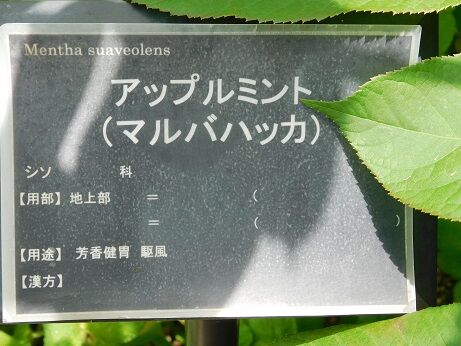 Mentha suaveolens
アップルミント
(マルバハッカ)
シソ 科
【用部】地上部 = (
= ( )
【用途】芳香健胃 駆風
【漢方】